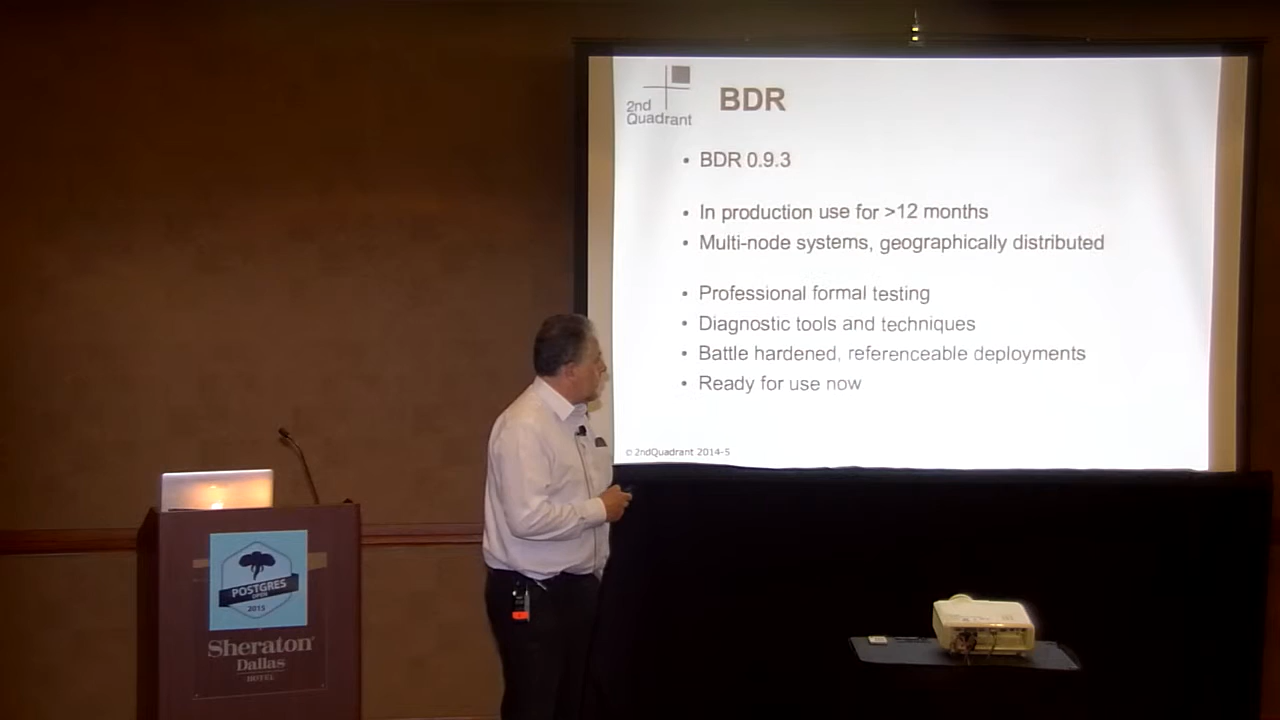 2nd
Quadrant
BDR
• BDR 0.9.3
• In production use for >12 months
• Multi-node systems, geographically distributed
• Professional formal testing
• Diagnostic tools and techniques
• Battle hardened, referenceable deployments
• Ready for use now
© 2ndQuadrant 2014-5
POSTGRES
OPEN
2015
Sheraton
Dallas
HOTEL